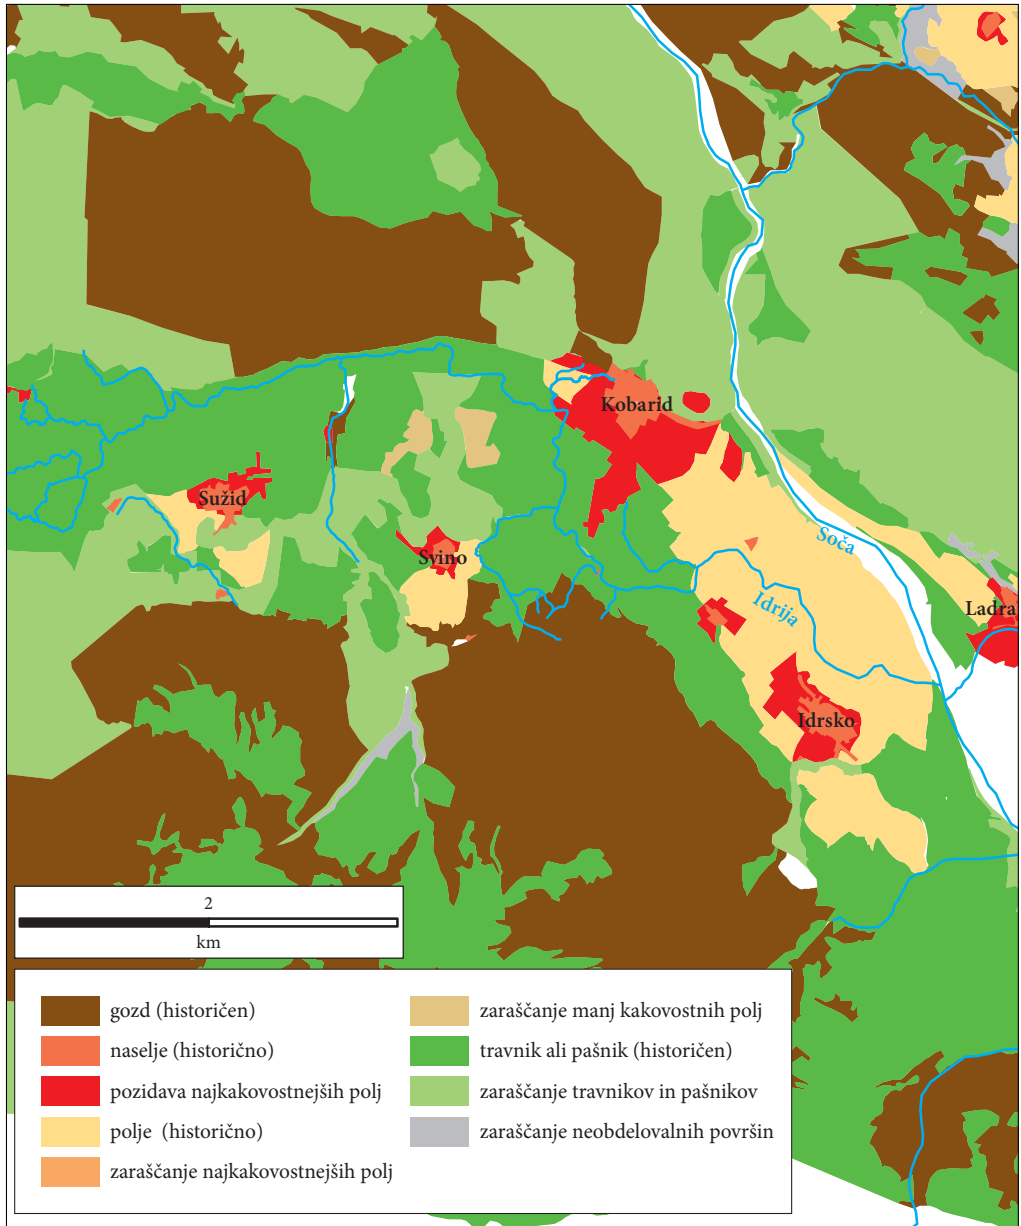 Kobarid
Sužid
Svino
Soča
Idrija
Ladra
Idrsko
2
km
gozd (historičen)
naselje (historično)
pozidava najkakovostnejših polj
polje (historično)
zaraščanje najkakovostnejših polj
zaraščanje manj kakovostnih polj
travnik ali pašnik (historičen)
zaraščanje travnikov in pašnikov
zaraščanje neobdelovalnih površin